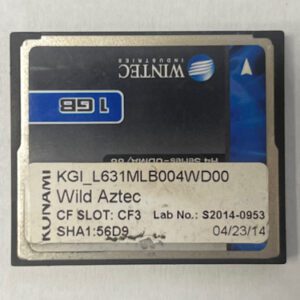 WINTEC
INDUSTRIES
1 GB
KONAMI
KGI_L631MLB004WD00
Wild Aztec
CF SLOT: CF3 Lab No.: S2014-0953
SHA1:56D9 04/23/14